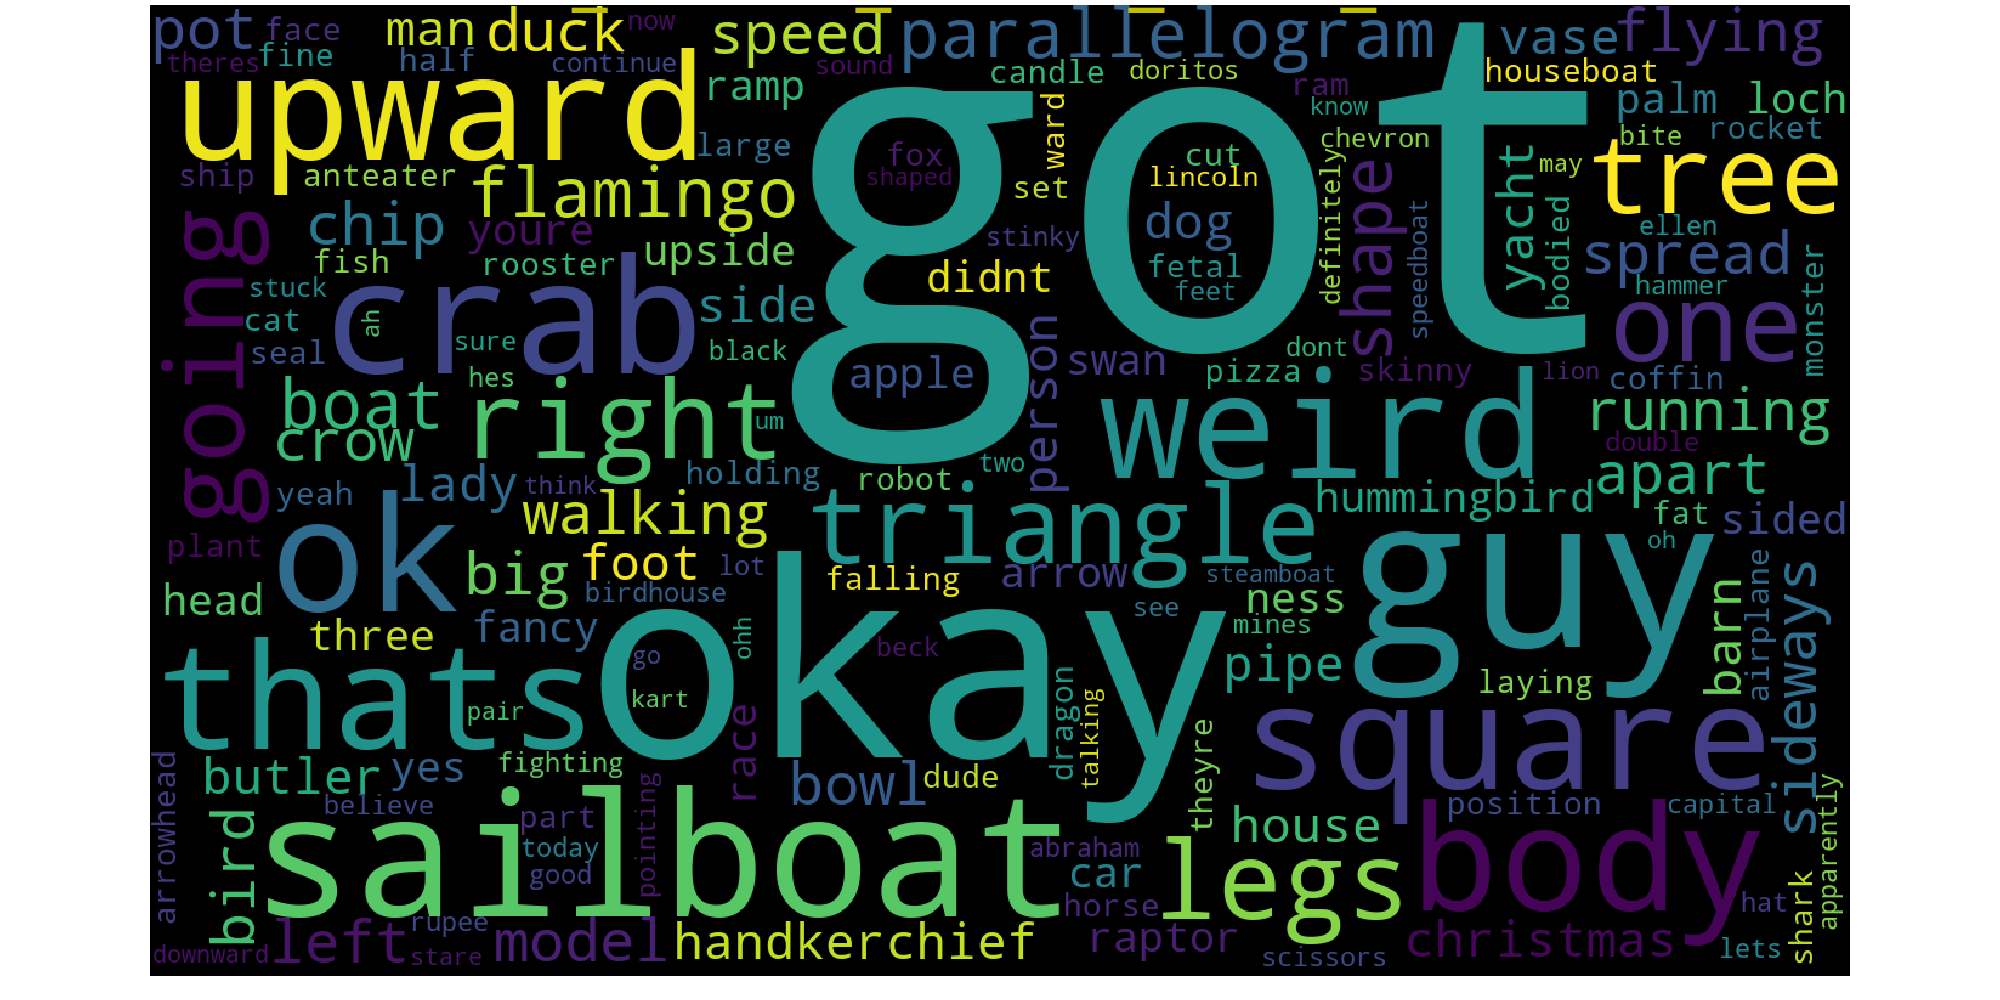 pot
face
man
duck
now
speed
parallelogram
vase
flying
theres
fine
half
continue
sound
candle
doritos
houseboat
upward
ramp
got
ram
know
palm
loch
large
ward
chevron
bite
rocket
ship
anteater
flamingo
fox
shaped
set
cut
lincoln
definitely
shape
yacht
may
tree
going
chip
youre
upside
stinky
dog
speedboat
bodied
ellen
spread
fish
rooster
didnt
fetal
feet
hammer
monster
stuck
crab
side
cat
ah
sure
black
person
dont
one
seal
hes
apple
swan
pizza
skinny
lion
coffin
boat
right
weird
running
crow
um
double
yeah
lady
think
holding
robot
two
triangle
hummingbird
apart
ok
walking
fat
sided
plant
foot
guy
oh
head
big
lot
birdhouse
falling
arrow
steamboat
see
ness
barn
airplane
sideways
three
fancy
okay
ohh
go
beck
mines
thats
pair
kart
race
dragon
talking
pipe
laying
square
butler
yes
fighting
bowl
dude
theyre
arrowhead
bird
believe
part
pointing
position
capital
apparently
sailboat
today
good
abraham
house
body
car
legs
horse
hat
rupee
shark
downward
left
stare
model
handkerchief
raptor
scissors
christmas
lets